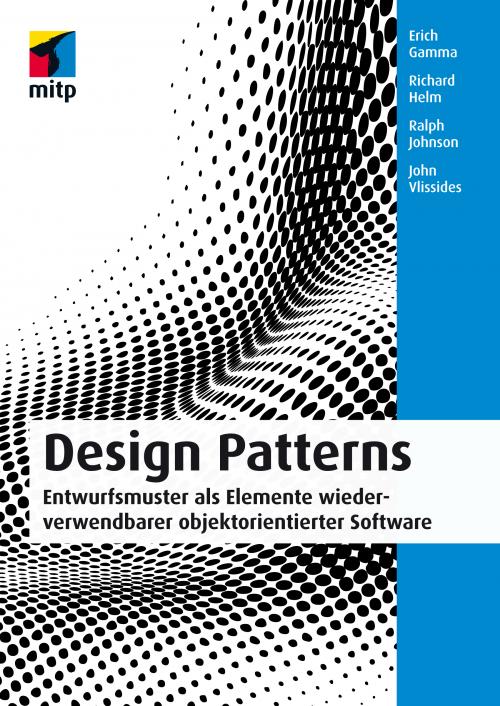 mitp
Erich
Gamma
Richard
Helm
Ralph
Johnson
John
Vlissides
Design Patterns
Entwurfsmuster als Elemente wieder-
verwendbarer objektorientierter Software